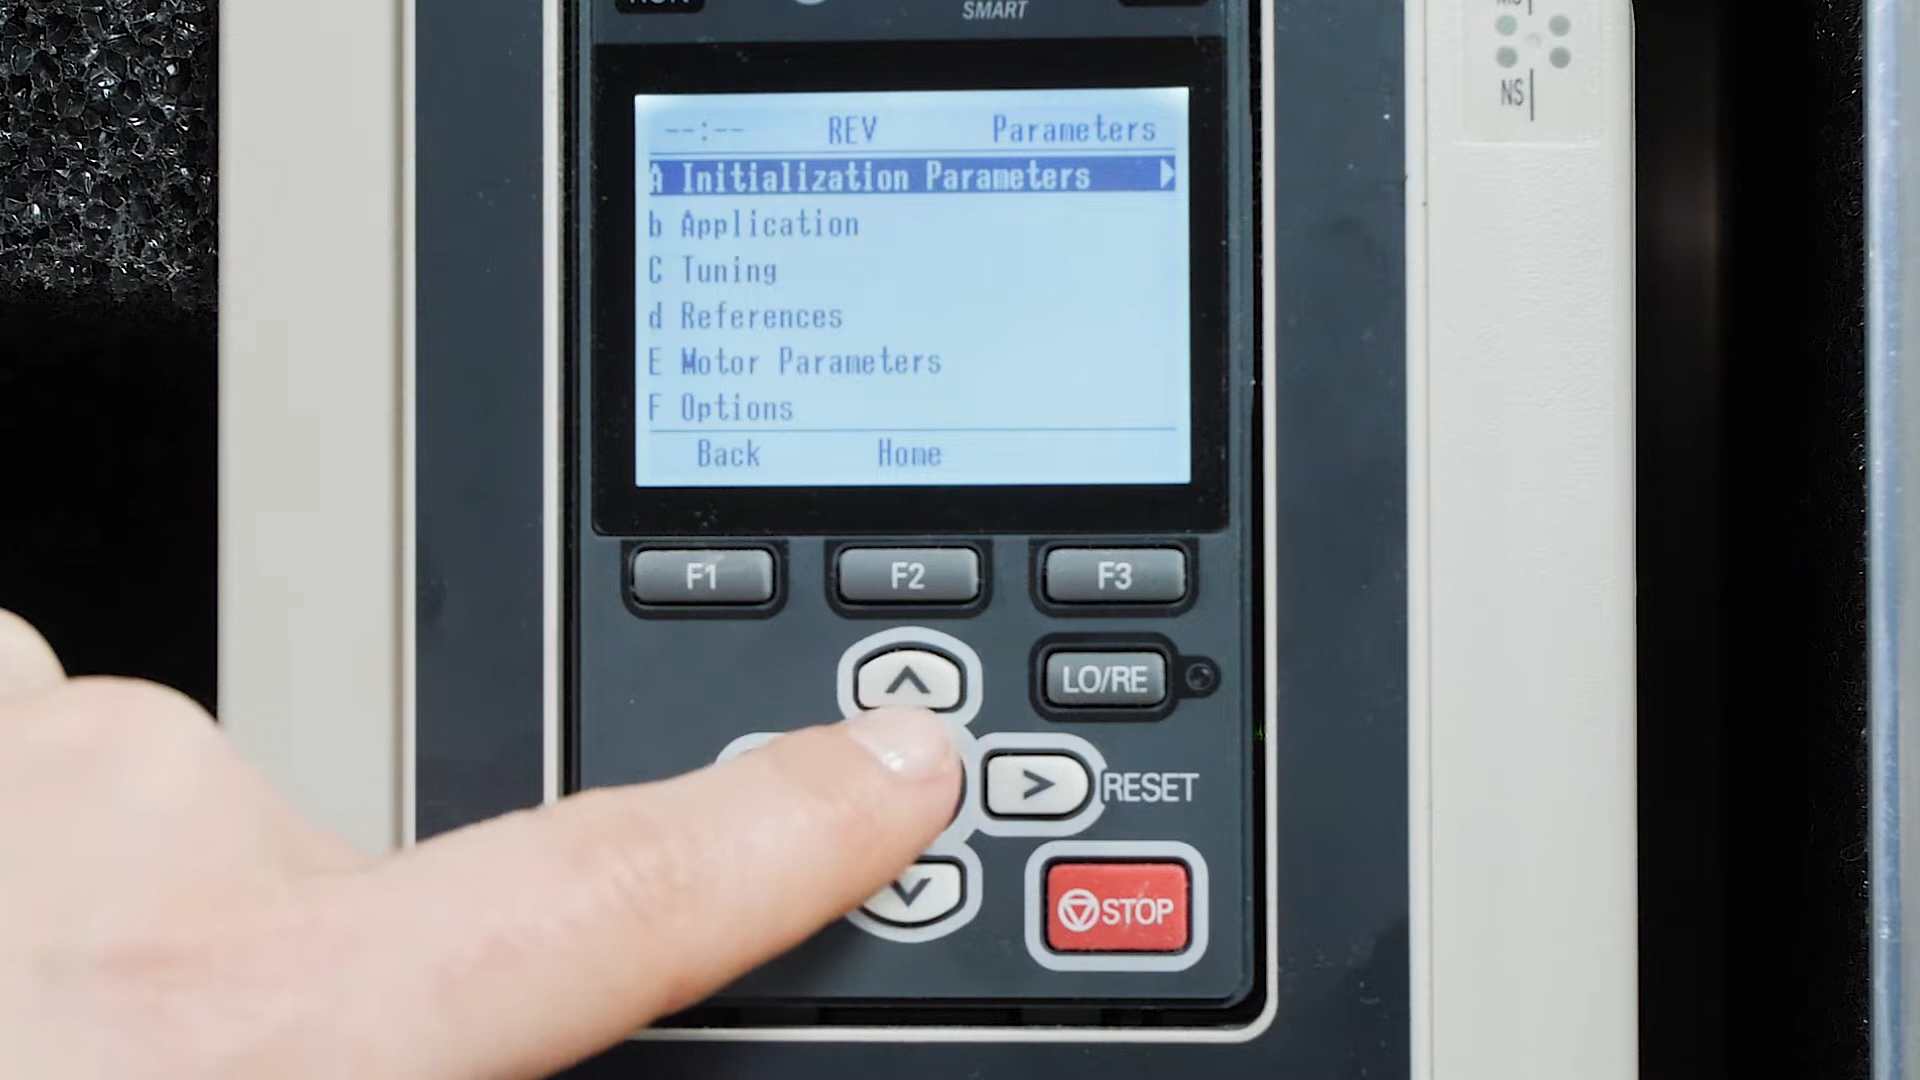 SMART
--:-- REV Parameters
A Initialization Parameters
b Application
C Tuning
d References
E Motor Parameters
F Options
Back Home
F1 F2 F3
LO/RE
RESET
STOP
NS